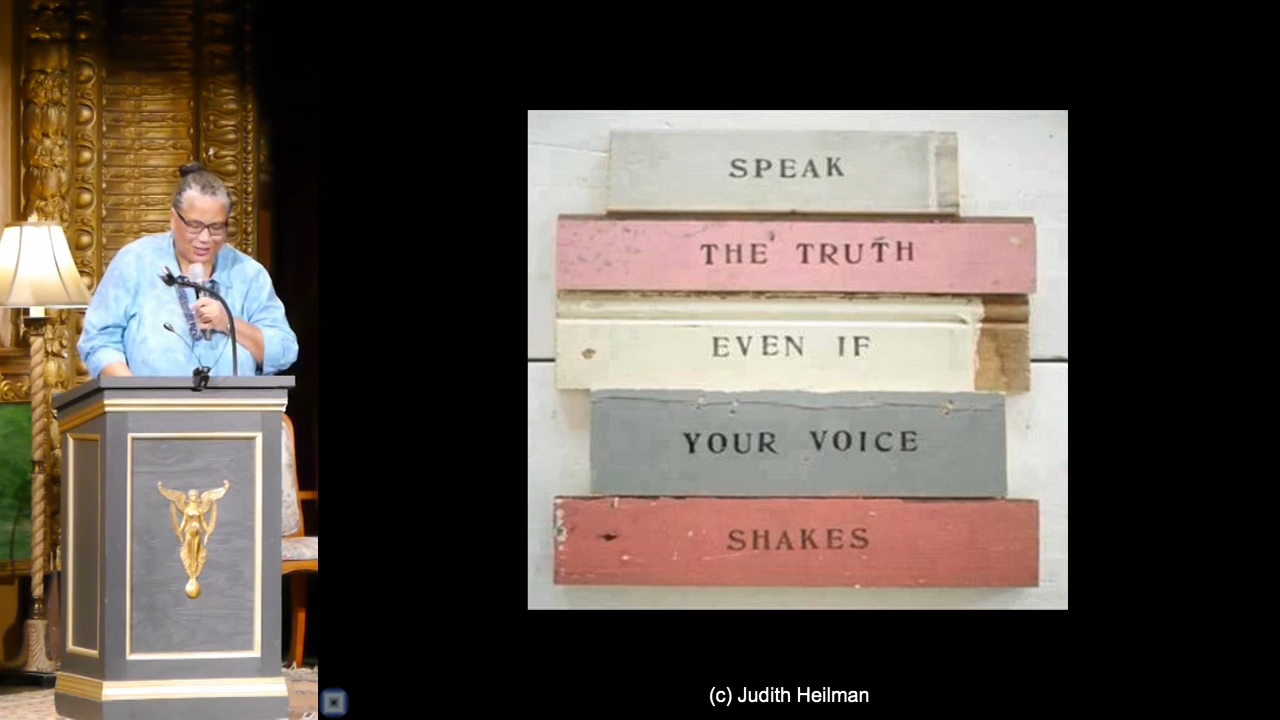 SPEAK
THE TRUTH
EVEN IF
YOUR VOICE
SHAKES
(c) Judith Heilman